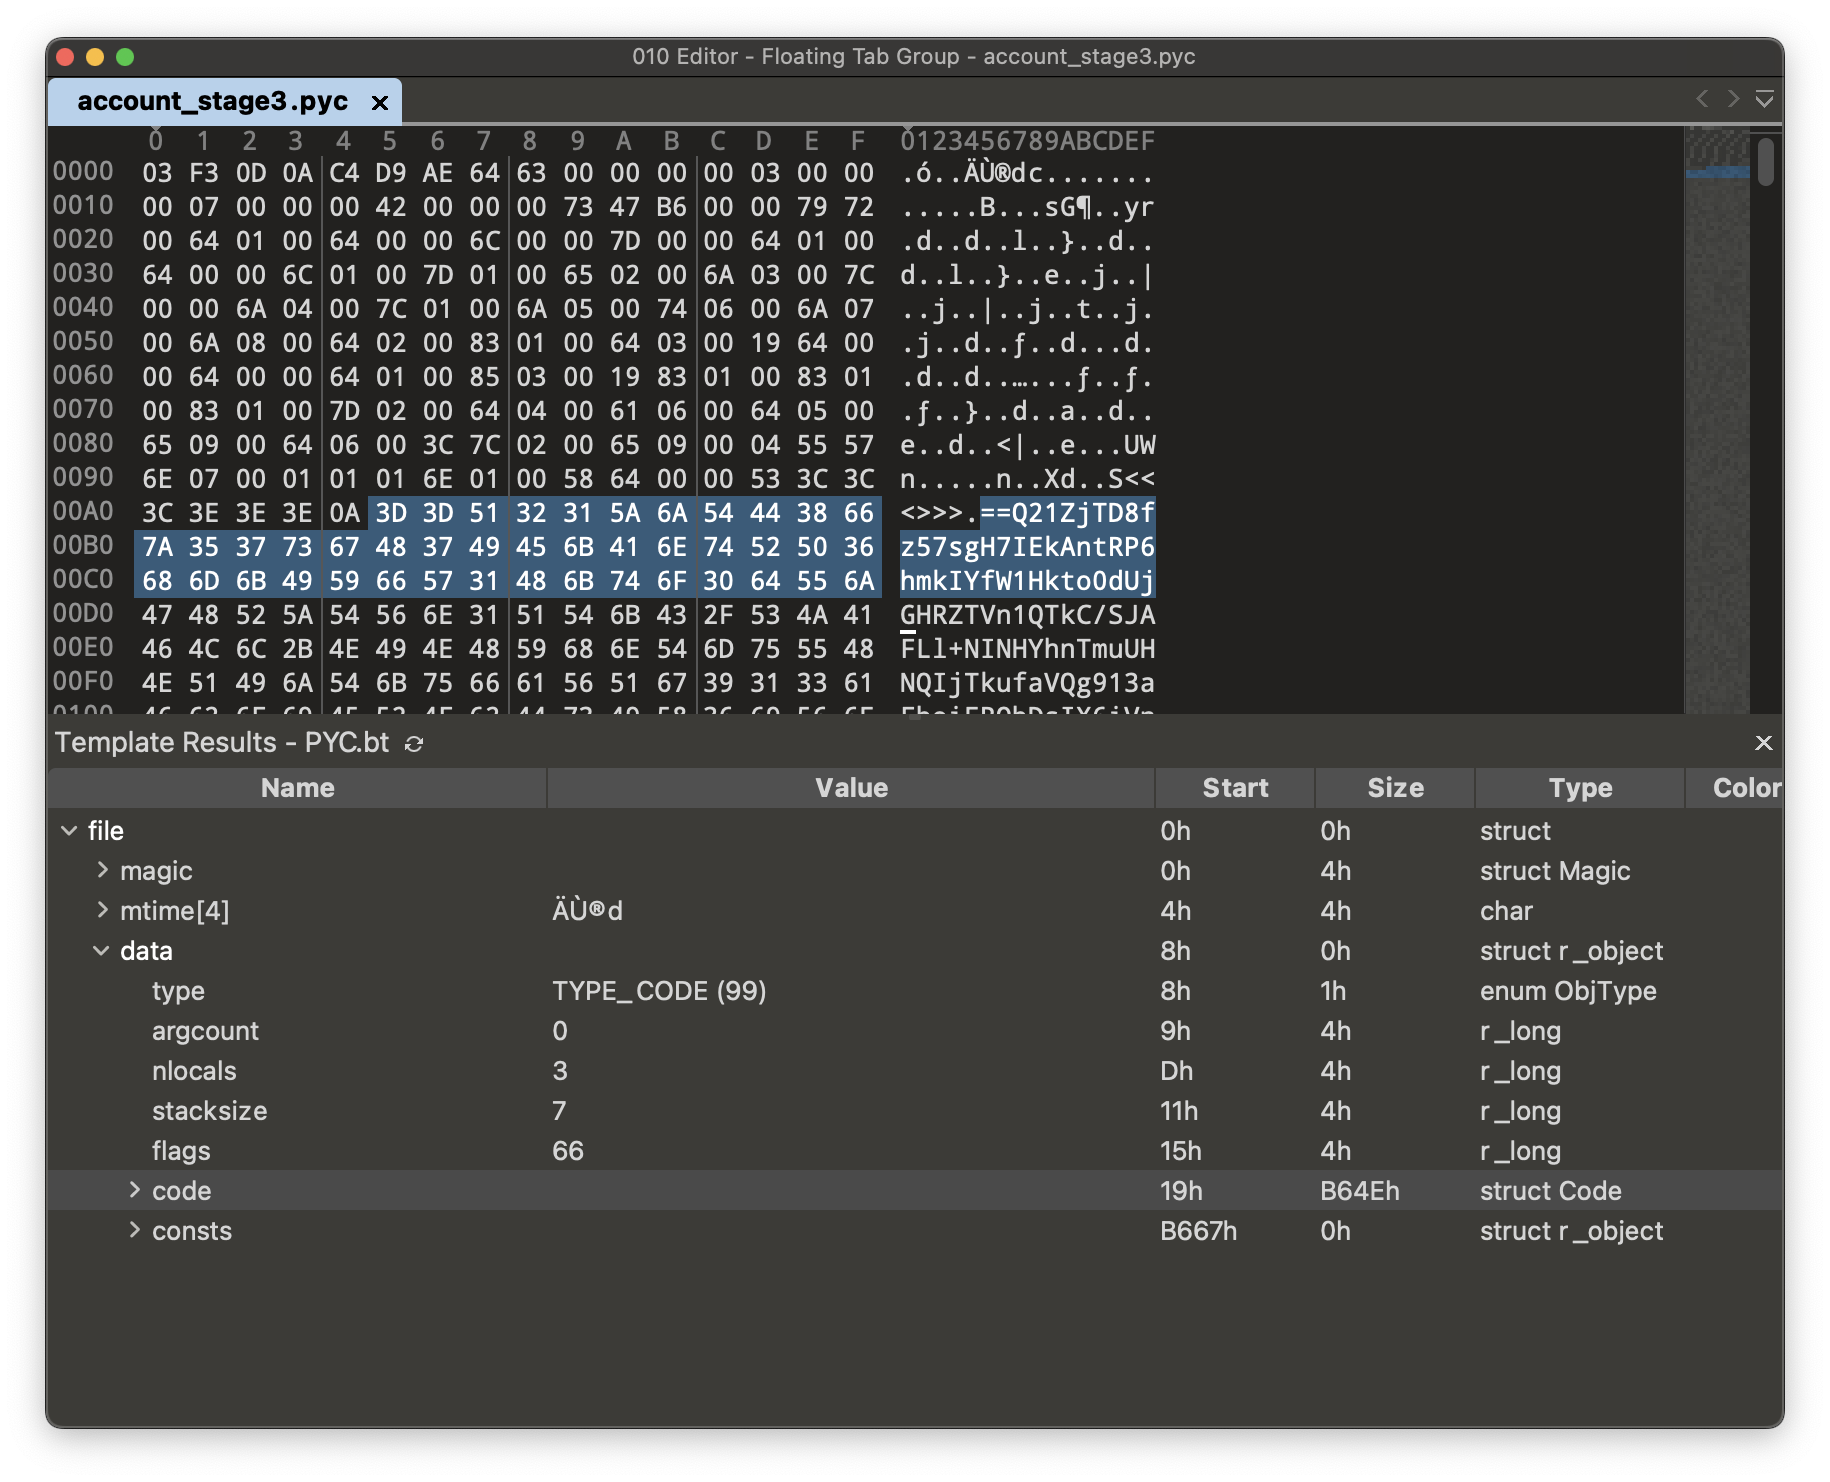 010 Editor - Floating Tab Group - account_stage3.pyc
account_stage3.pyc ×
0 1 2 3 4 5 6 7 8 9 A B C D E F 0123456789ABCDEF
0000 03 F3 0D 0A C4 D9 AE 64 63 00 00 00 00 03 00 00 .ó..ÄÙ®dc.......
0010 00 07 00 00 00 42 00 00 00 73 47 B6 00 00 79 72 .....B...sG¶..yr
0020 00 64 01 00 64 00 00 6C 00 00 7D 00 00 64 01 00 .d..d..l..}..d..
0030 64 00 00 6C 01 00 7D 01 00 65 02 00 6A 03 00 7C d..l..}..e..j..|
0040 00 00 6A 04 00 7C 01 00 6A 05 00 74 06 00 6A 07 ..j..|..j..t..j.
0050 00 6A 08 00 64 02 00 83 01 00 64 03 00 19 64 00 .j..d..ƒ..d...d.
0060 00 64 00 00 64 01 00 85 03 00 19 83 01 00 83 01 .d..d..…...ƒ..ƒ.
0070 00 83 01 00 7D 02 00 64 04 00 61 06 00 64 05 00 .ƒ..}..d..a..d..
0080 65 09 00 64 06 00 3C 7C 02 00 65 09 00 04 55 57 e..d..<|..e...UW
0090 6E 07 00 01 01 01 6E 01 00 58 64 00 00 53 3C 3C n.....n..Xd..S<<
00A0 3C 3E 3E 3E 0A 3D 3D 51 32 31 5A 6A 54 44 38 66 <>>>.==Q21ZjTD8f
00B0 7A 35 37 73 67 48 37 49 45 6B 41 6E 74 52 50 36 z57sgH7IEkAntRP6
00C0 68 6D 6B 49 59 66 57 31 48 6B 74 6F 30 64 55 6A hmkIYfW1Hkto0dUj
00D0 47 48 52 5A 54 56 6E 31 51 54 6B 43 2F 53 4A 41 GHRZTVn1QTkC/SJA
00E0 46 4C 6C 2B 4E 49 4E 48 59 68 6E 54 6D 75 55 48 FLl+NINHYhnTmuUH
00F0 4E 51 49 6A 54 6B 75 66 61 56 51 67 39 31 33 61 NQIjTkufaVQg913a
Template Results - PYC.bt
Name Value Start Size Type Color
file 0h 0h struct
magic 0h 4h struct Magic
mtime[4] ÄÙ®d 4h 4h char
data 8h 0h struct r_object
type TYPE_CODE (99) 8h 1h enum ObjType
argcount 0 9h 4h r_long
nlocals 3 Dh 4h r_long
stacksize 7 11h 4h r_long
flags 66 15h 4h r_long
code 19h B64Eh struct Code
consts B667h 0h struct r_object